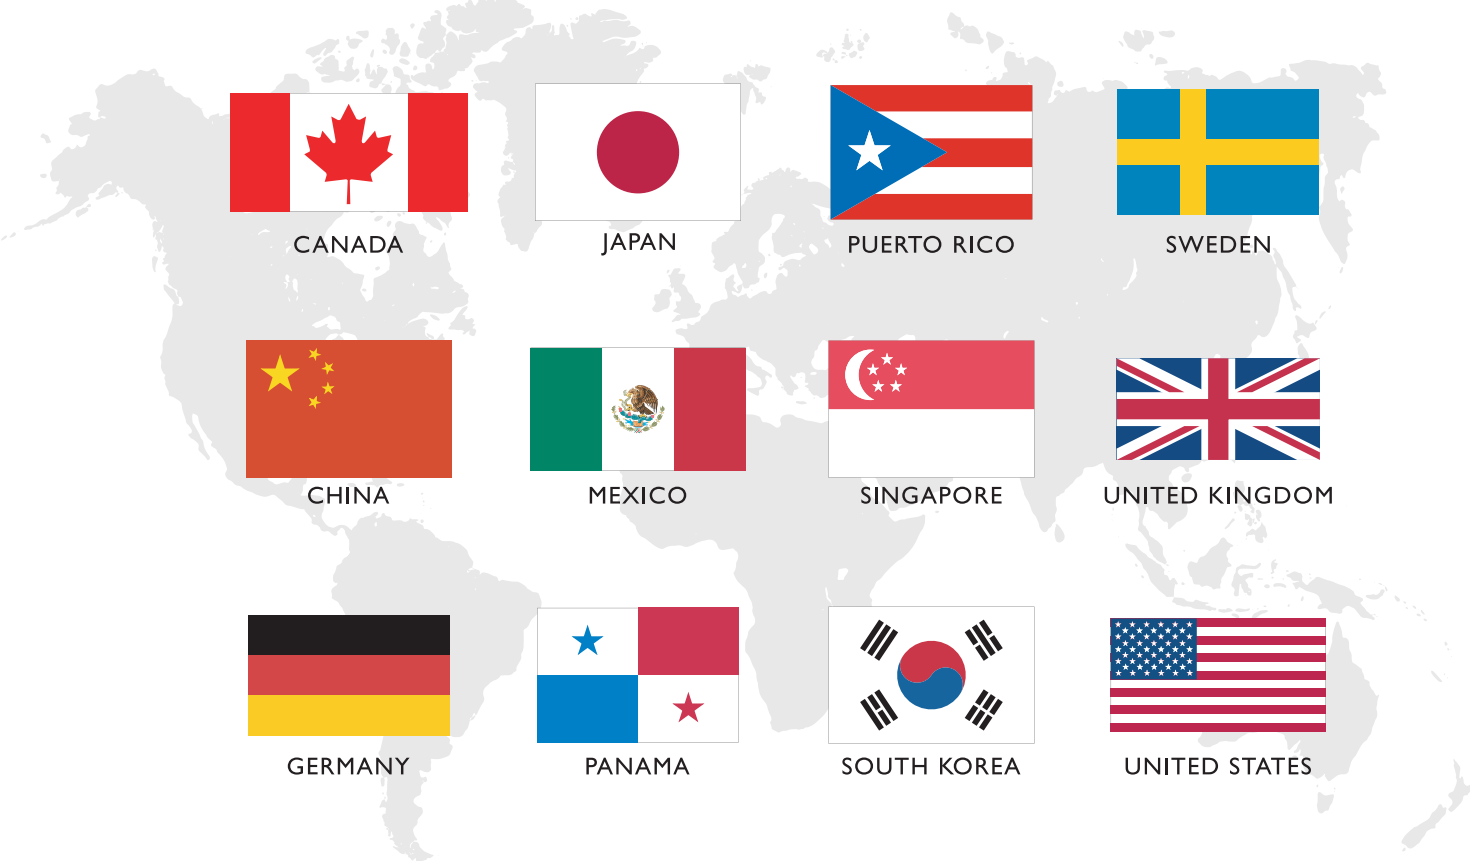 CANADA
JAPAN
PUERTO RICO
SWEDEN
CHINA
MEXICO
SINGAPORE
UNITED KINGDOM
GERMANY
PANAMA
SOUTH KOREA
UNITED STATES